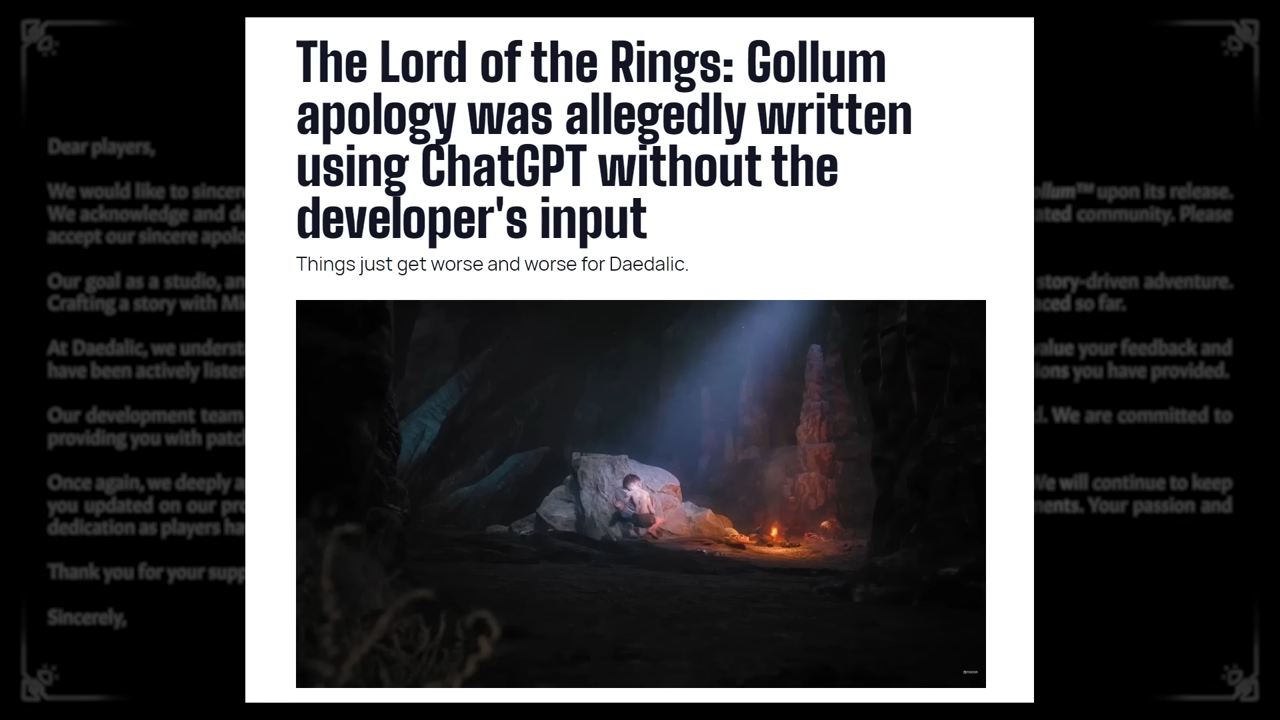 The Lord of the Rings: Gollum
apology was allegedly written
using ChatGPT without the
developer's input
Things just get worse and worse for Daedalic.
Dear players,
We would like to sincer
ollum™ upon its release.
We acknowledge and de
ated community. Please
accept our sincere apolo
Our goal as a studio, an
story-driven adventure.
Crafting a story with Mi
aced so far.
At Daedalic, we underst
value your feedback and
have been actively listen
ions you have provided.
Our development team
d. We are committed to
providing you with patc
Once again, we deeply a
We will continue to keep
you updated on our pro
ments. Your passion and
dedication as players ha
Thank you for your supp
Sincerely,